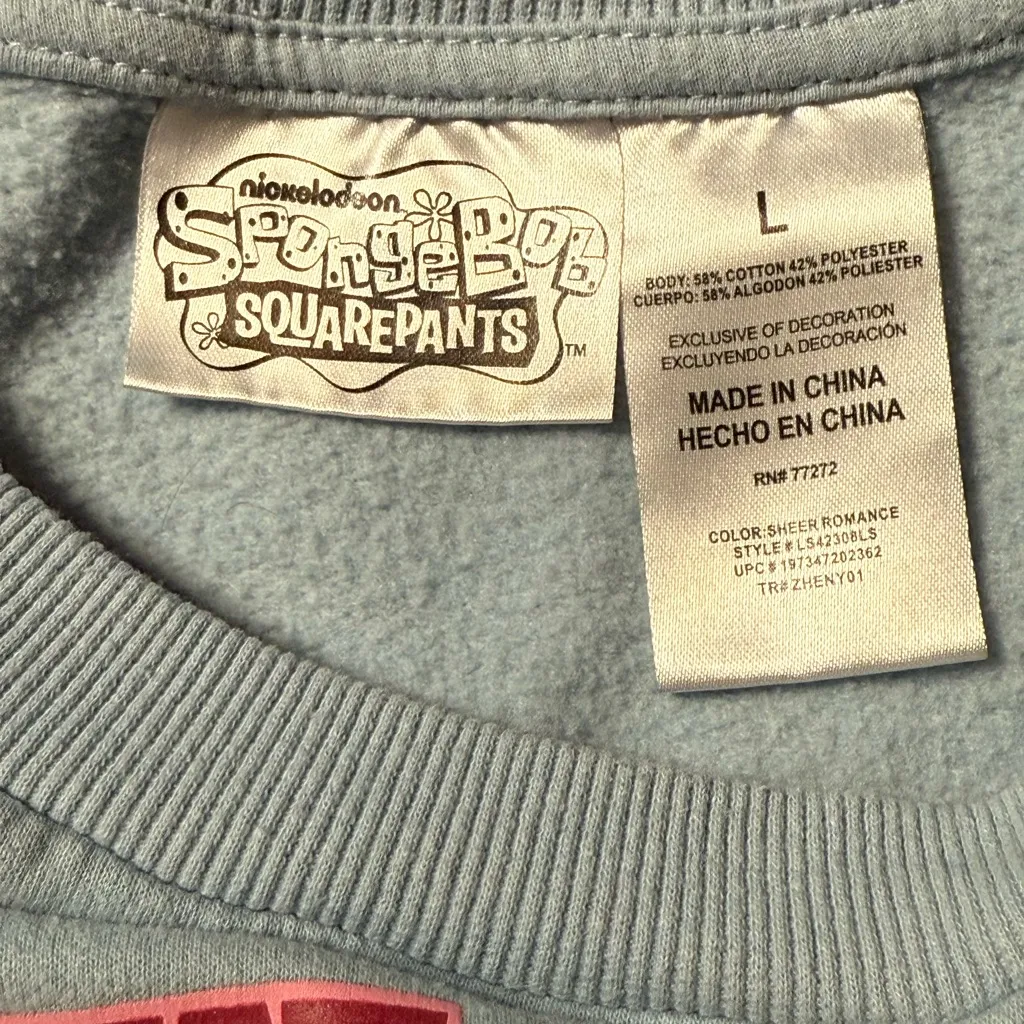 nickelodeon
SPongeBob
SQUAREPANTS
TM
L
BODY: 58% COTTON 42% POLYESTER
CUERPO: 58% ALGODON 42% POLIESTER
EXCLUSIVE OF DECORATION
EXCLUYENDO LA DECORACIÓN
MADE IN CHINA
HECHO EN CHINA
RN# 77272
COLOR:SHEER ROMANCE
STYLE # LS42308LS
UPC # 197347202362
TR#ZHENY01